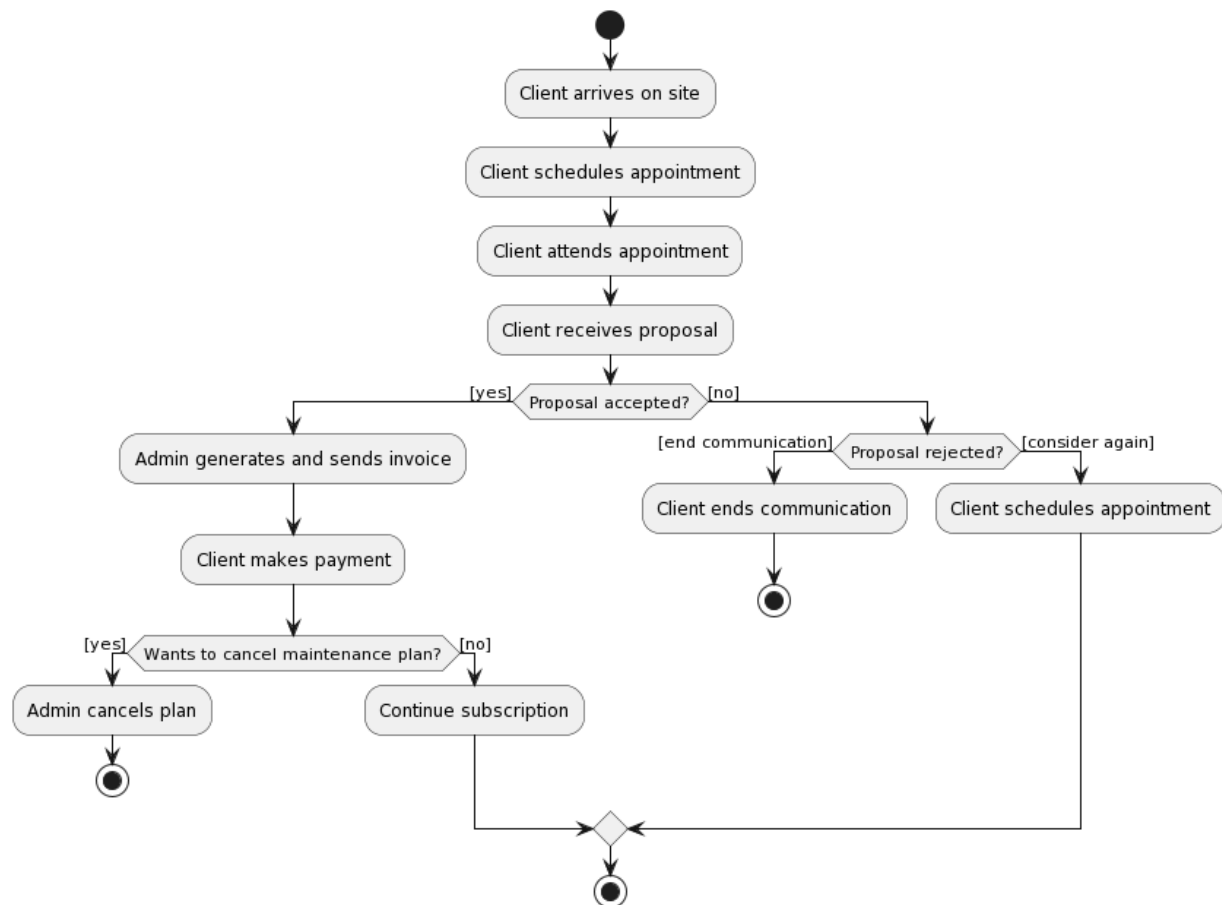 Client arrives on site
Client schedules appointment
Client attends appointment
Client receives proposal
[yes]
Proposal accepted?
[no]
Admin generates and sends invoice
[end communication]
Proposal rejected?
[consider again]
Client ends communication
Client schedules appointment
Client makes payment
[yes]
Wants to cancel maintenance plan?
[no]
Admin cancels plan
Continue subscription